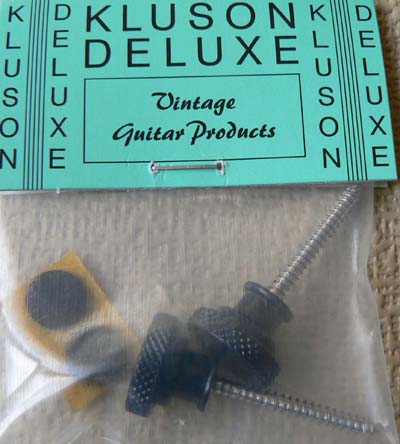 KLUSON
DELUXE
KLUSON
DELUXE
Vintage
Guitar Products
KLUSON
DELUXE